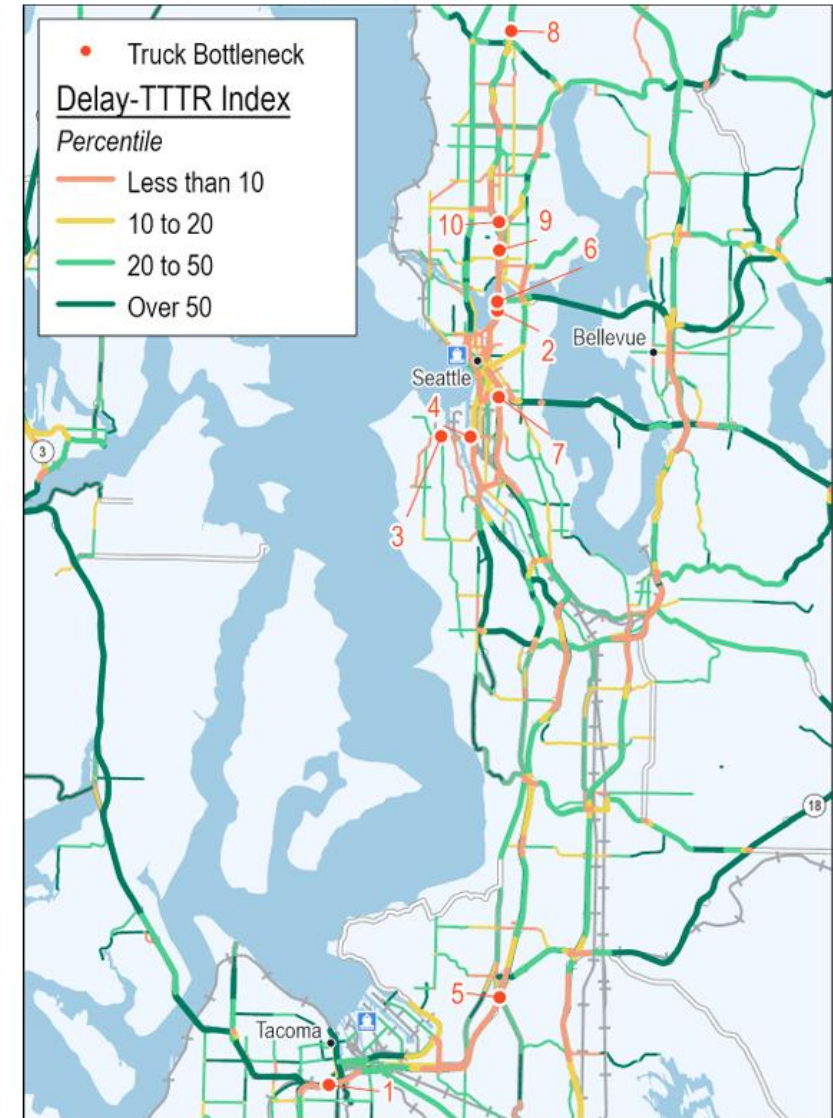 Truck Bottleneck
Delay-TTTR Index
Percentile
Less than 10
10 to 20
20 to 50
Over 50
8
10
9
6
2
Bellevue
Seattle
4
7
3
3
18
5
Tacoma
1